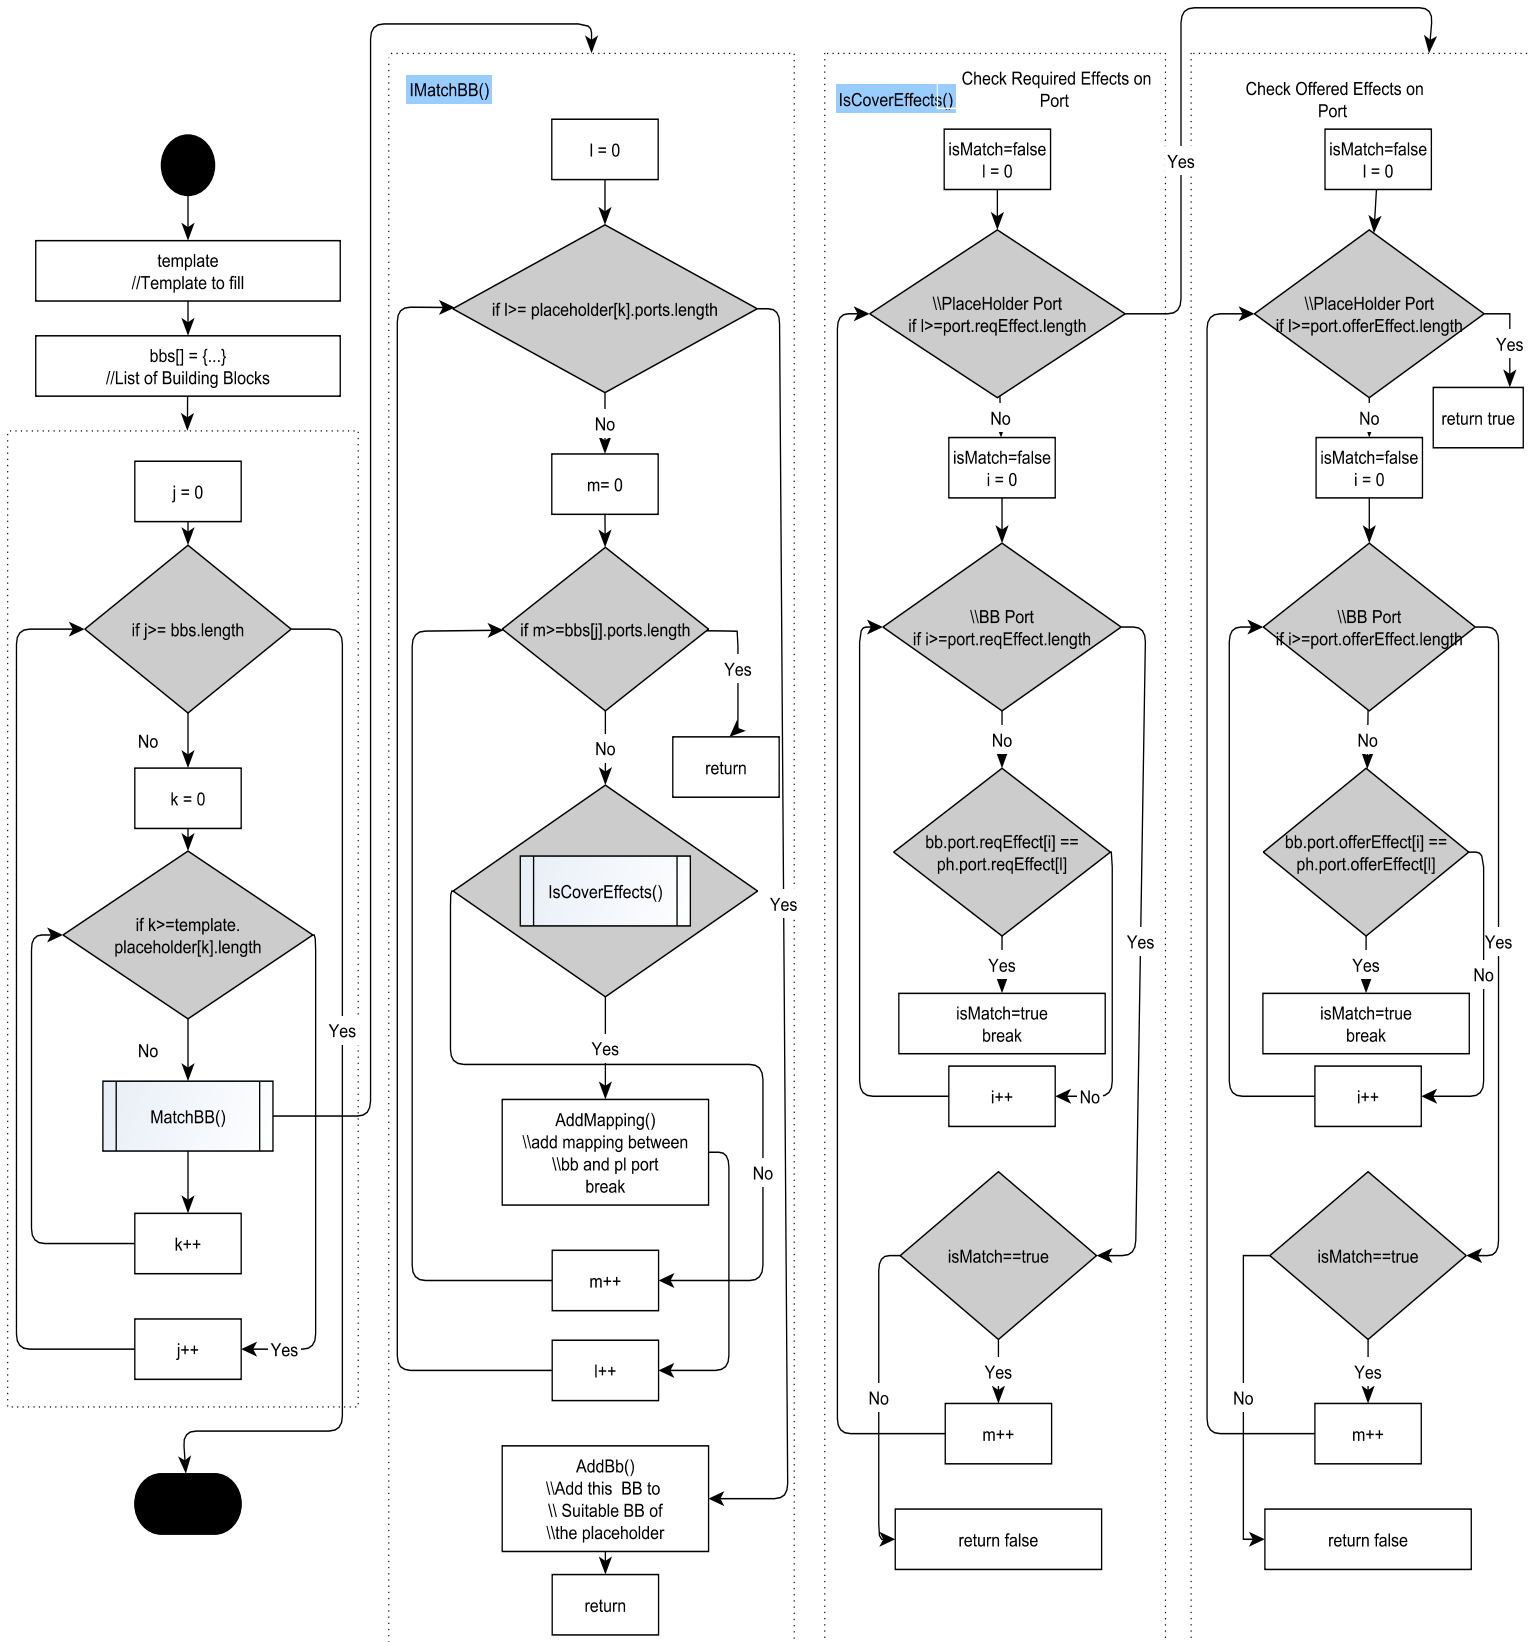 template
//Template to fill
bbs[] = {...}
//List of Building Blocks
j = 0
if j>= bbs.length
No
k = 0
if k>=template.
placeholder[k].length
No
Yes
MatchBB()
k++
j++
Yes
IMatchBB()
l = 0
if l>= placeholder[k].ports.length
No
m= 0
if m>=bbs[j].ports.length
Yes
No
return
IsCoverEffects()
Yes
Yes
AddMapping()
\\add mapping between
\\bb and pl port
break
No
m++
l++
AddBb()
\\Add this  BB to
\\ Suitable BB of
\\the placeholder
return
IsCoverEffects()
Check Required Effects on
Port
isMatch=false
l = 0
Yes
\\PlaceHolder Port
if l>=port.reqEffect.length
No
isMatch=false
i = 0
\\BB Port
if i>=port.reqEffect.length
No
bb.port.reqEffect[i] ==
ph.port.reqEffect[l]
Yes
Yes
isMatch=true
break
i++
No
isMatch==true
Yes
No
m++
return false
Check Offered Effects on
Port
isMatch=false
l = 0
\\PlaceHolder Port
if l>=port.offerEffect.length
Yes
return true
No
isMatch=false
i = 0
\\BB Port
if i>=port.offerEffect.length
No
bb.port.offerEffect[i] ==
ph.port.offerEffect[l]
Yes
Yes
No
isMatch=true
break
i++
isMatch==true
Yes
No
m++
return false